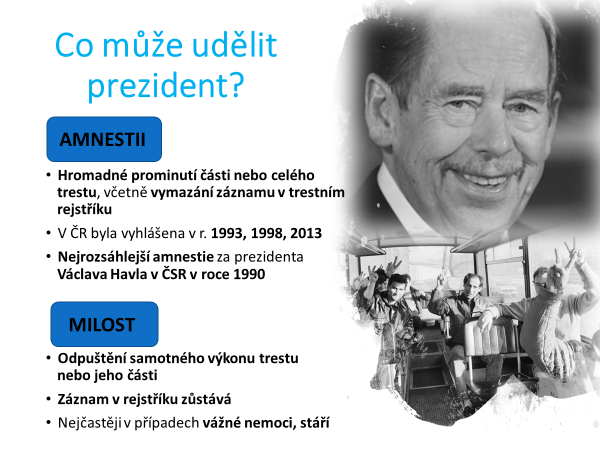 Co může udělit
prezident?
AMNESTII
• Hromadné prominutí části nebo celého
trestu, včetně vymazání záznamu v trestním
rejstříku
• V ČR byla vyhlášena v r. 1993, 1998, 2013
• Nejrozsáhlejší amnestie za prezidenta
Václava Havla v ČSR v roce 1990
MILOST
• Odpuštění samotného výkonu trestu
nebo jeho části
• Záznam v rejstříku zůstává
• Nejčastěji v případech vážné nemoci, stáří